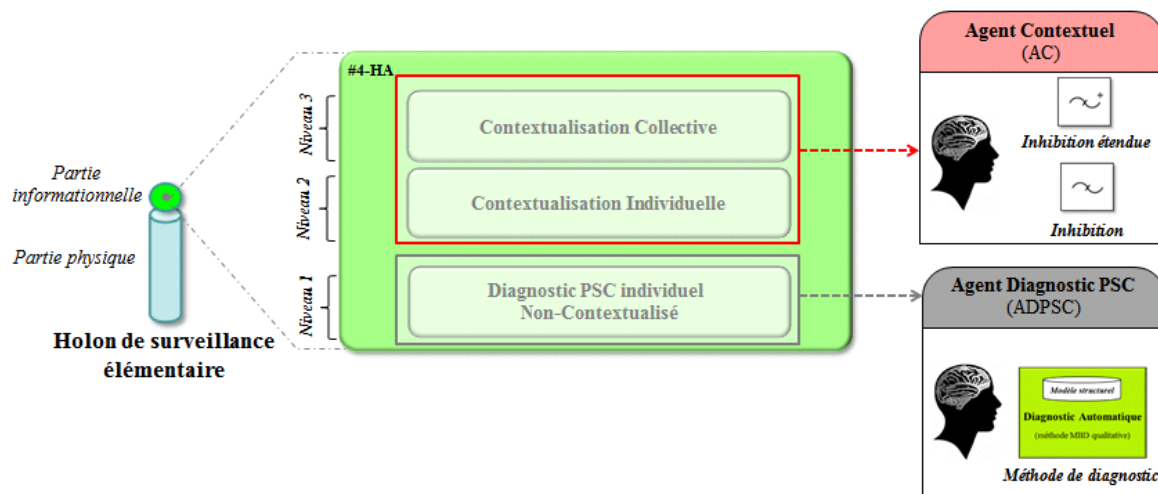 Partie
informationnelle
Partie physique
Holon de surveillance
élémentaire
#4-HA
Niveau 3
Contextualisation Collective
Niveau 2
Contextualisation Individuelle
Niveau 1
Diagnostic PSC individuel
Non-Contextualisé
Agent Contextuel
(AC)
Inhibition étendue
Inhibition
Agent Diagnostic PSC
(ADPSC)
Modèle structurel
Diagnostic Automatique
(méthode MBD qualitative)
Méthode de diagnostic